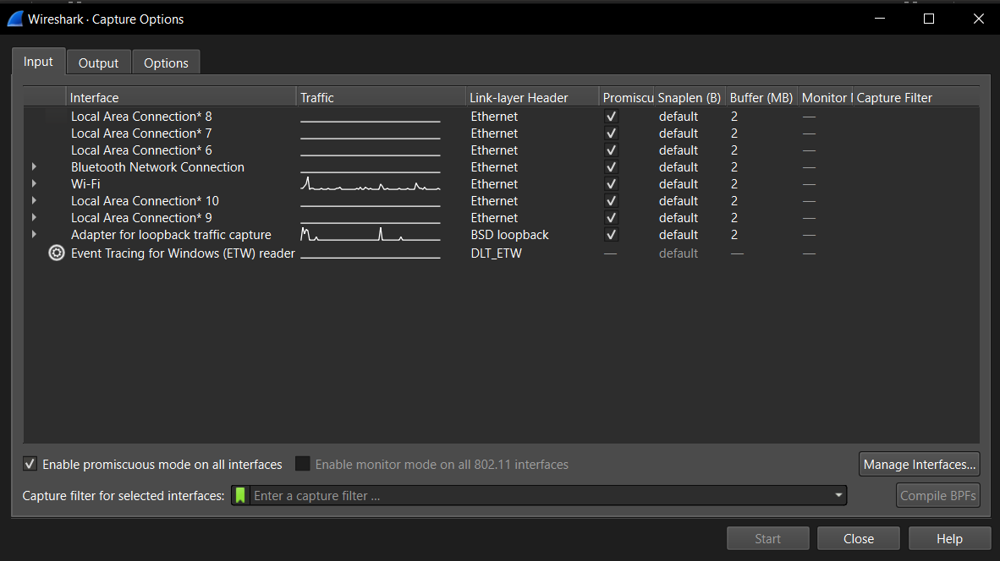 Wireshark · Capture Options
Input Output Options
Interface Traffic Link-layer Header Promiscu Snaplen (B) Buffer (MB) Monitor I Capture Filter
Local Area Connection* 8 Ethernet default 2 —
Local Area Connection* 7 Ethernet default 2 —
Local Area Connection* 6 Ethernet default 2 —
Bluetooth Network Connection Ethernet default 2 —
Wi-Fi Ethernet default 2 —
Local Area Connection* 10 Ethernet default 2 —
Local Area Connection* 9 Ethernet default 2 —
Adapter for loopback traffic capture BSD loopback default 2 —
Event Tracing for Windows (ETW) reader DLT_ETW — default — —
Enable promiscuous mode on all interfaces Enable monitor mode on all 802.11 interfaces Manage Interfaces...
Capture filter for selected interfaces: Enter a capture filter ... Compile BPFs
Start Close Help